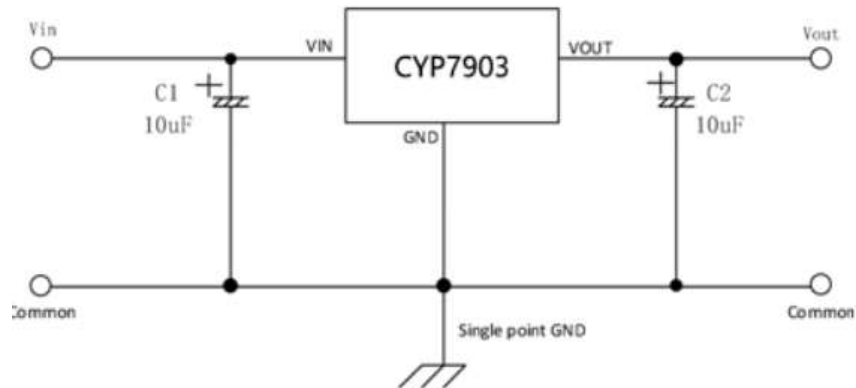 Vin
VIN
CYP7903
VOUT
Vout
C1
10uF
GND
C2
10uF
Common
Single point GND
Common